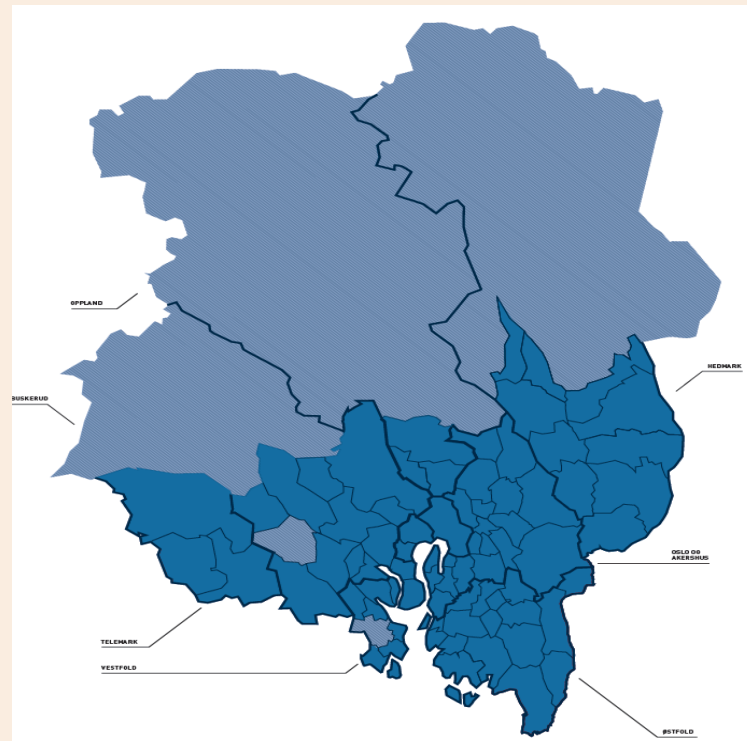 OPPLAND
BUSKERUD
HEDMARK
OSLO OG
AKERSHUS
TELEMARK
VESTFOLD
ØSTFOLD